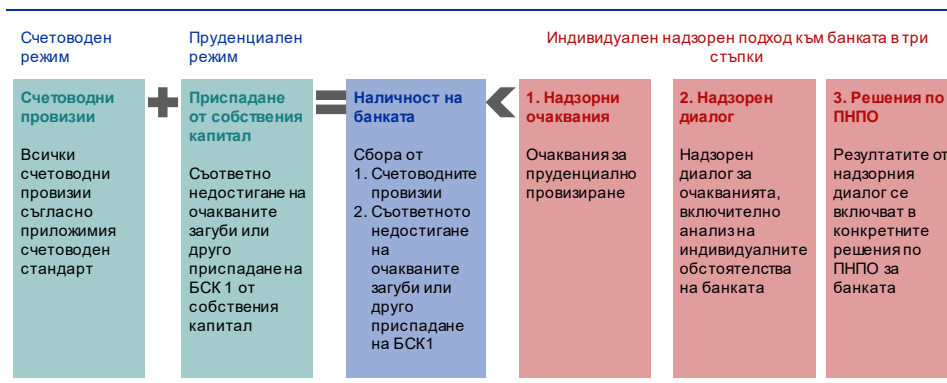 Счетоводен
режим
Пруденциален
режим
Индивидуален надзорен подход към банката в три
стъпки
Счетоводни
провизии
Всички
счетоводни
провизии
съгласно
приложимия
счетоводен
стандарт
Приспадане
от собствения
капитал
Съответно
недостигане на
очакваните
загуби или
друго
приспадане на
БСК 1 от
собствения
капитал
Наличност на
банката
Сбора от
1. Счетоводните
провизии
2. Съответното
недостигане
на
очакваните
загуби или
друго
приспадане
на БСК1
1. Надзорни
очаквания
Очаквания за
пруденциално
провизиране
2. Надзорен
диалог
Надзорен
диалог за
очакванията,
включително
анализ на
индивидуалните
обстоятелства
на банката
3. Решения по
ПНПО
Резултатите от
надзорния
диалог се
включват в
конкретните
решения по
ПНПО за
банката